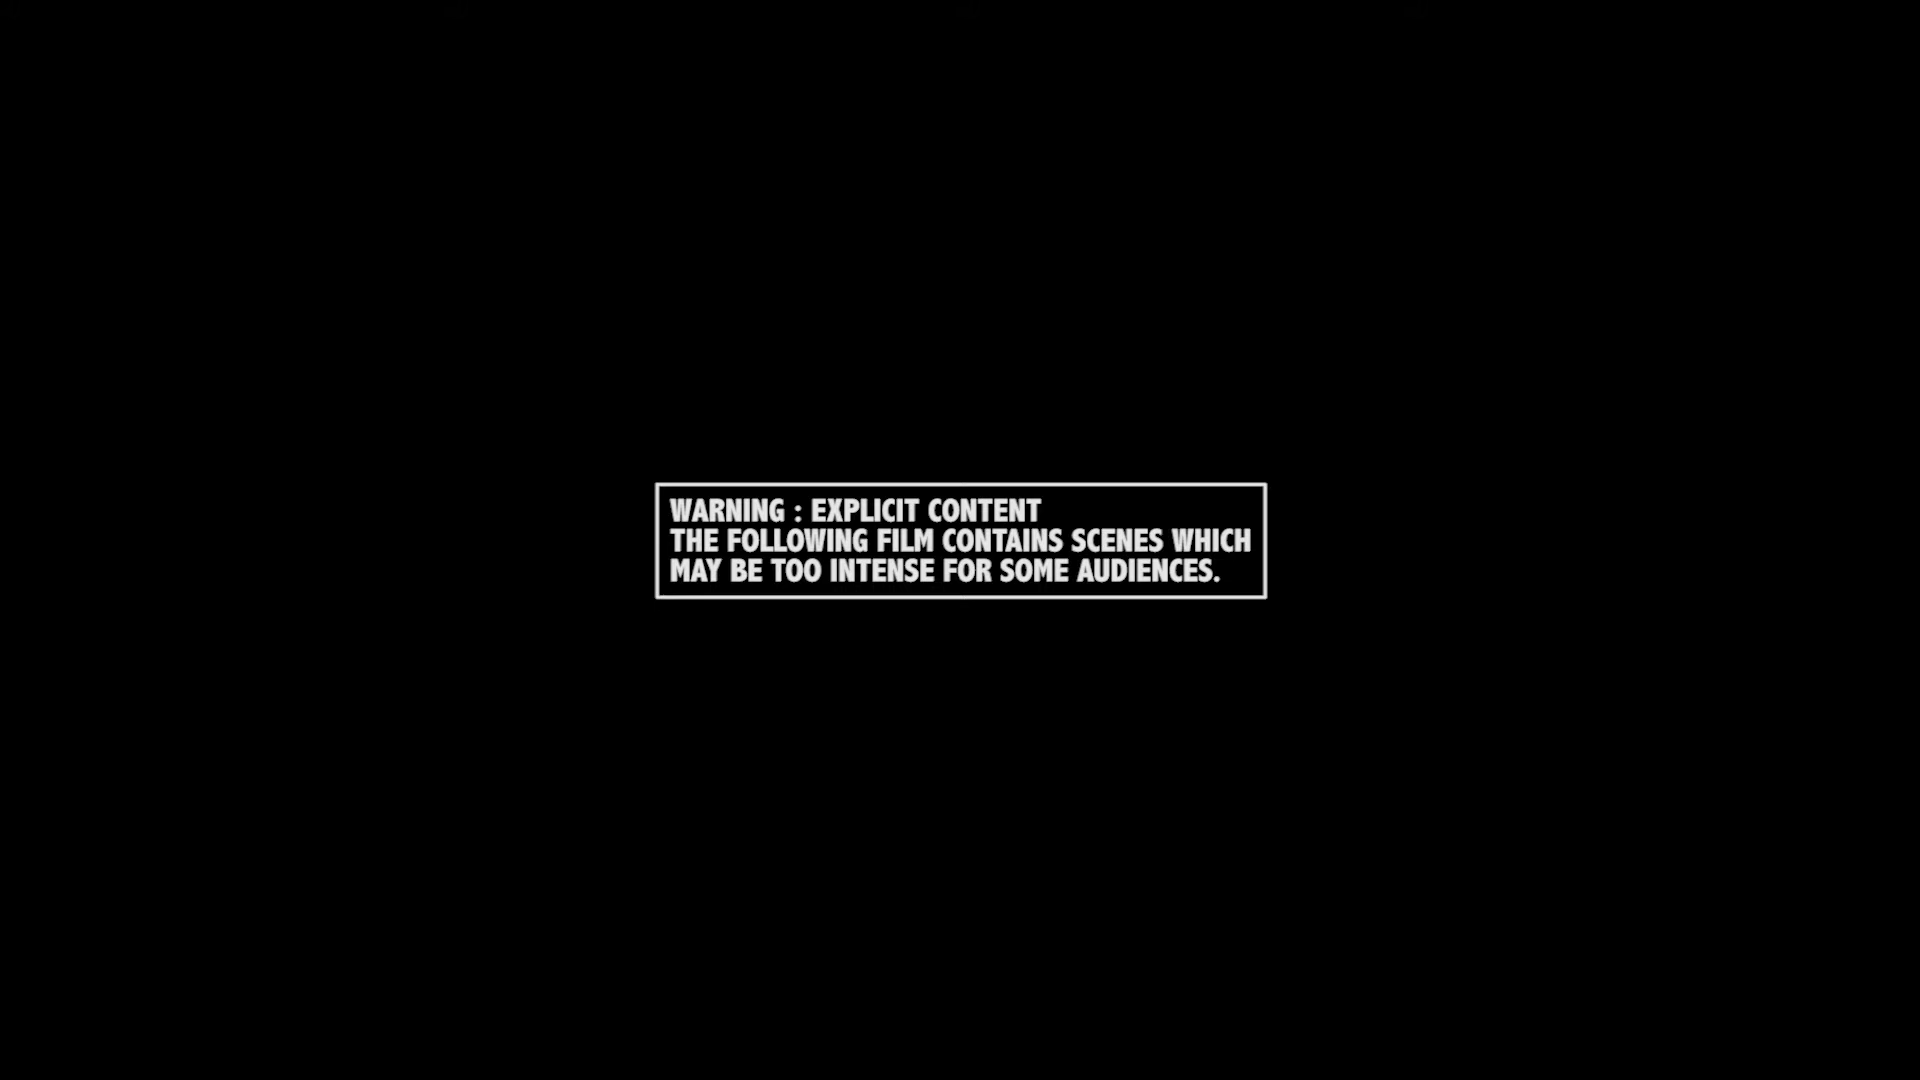 WARNING : EXPLICIT CONTENT
THE FOLLOWING FILM CONTAINS SCENES WHICH
MAY BE TOO INTENSE FOR SOME AUDIENCES.